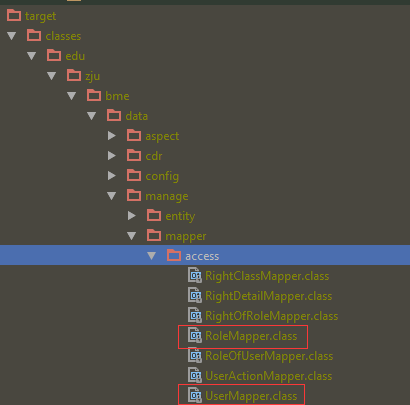 target
classes
edu
zju
bme
data
aspect
cdr
config
manage
entity
mapper
access
RightClassMapper.class
RightDetailMapper.class
RightOfRoleMapper.class
RoleMapper.class
RoleOfUserMapper.class
UserActionMapper.class
UserMapper.class